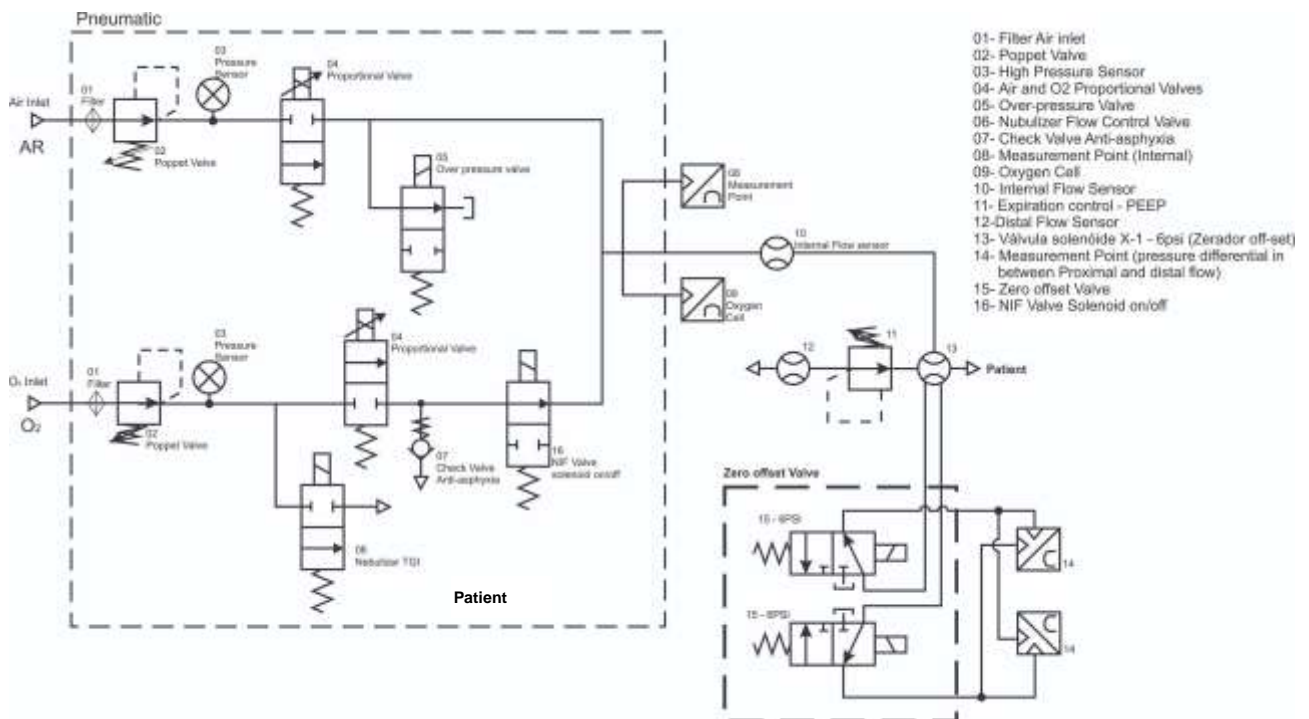 Pneumatic
03
Pressure
Sensor
04
Proportional Valve
Air Inlet
01
Filter
AR
02
Poppet Valve
05
Over pressure valve
08
Measurement
Point
10
Internal Flow sensor
09
Oxygen
Cell
01- Filter Air inlet
02- Poppet Valve
03- High Pressure Sensor
04- Air and O2 Proportional Valves
05- Over-pressure Valve
06- Nubulizer Flow Control Valve
07- Check Valve Anti-asphyxia
08- Measurement Point (Internal)
09- Oxygen Cell
10- Internal Flow Sensor
11- Expiration control - PEEP
12-Distal Flow Sensor
13- Válvula solenóide X-1 - 6psi (Zerador off-set)
14- Measurement Point (pressure differential in
between Proximal and distal flow)
15- Zero offset Valve
16- NIF Valve Solenoid on/off
03
Pressure
Sensor
04
Proportional Valve
O₂ Inlet
01
Filter
O₂
02
Poppet Valve
07
Check Valve
Anti-asphyxia
16
NIF Valve
solenoid on/off
Patient
12
11
13
Patient
Zero offset Valve
15 - 6PSI
14
15 - 6PSI
14